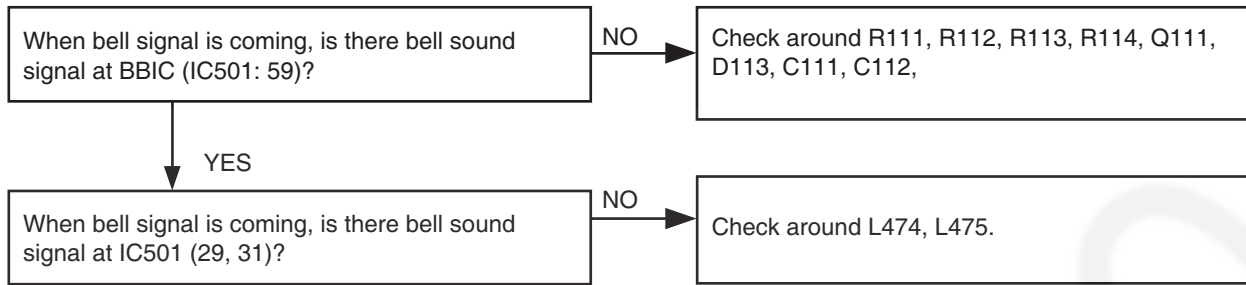 When bell signal is coming, is there bell sound
signal at BBIC (IC501: 59)?
NO
Check around R111, R112, R113, R114, Q111,
D113, C111, C112,
YES
When bell signal is coming, is there bell sound
signal at IC501 (29, 31)?
NO
Check around L474, L475.